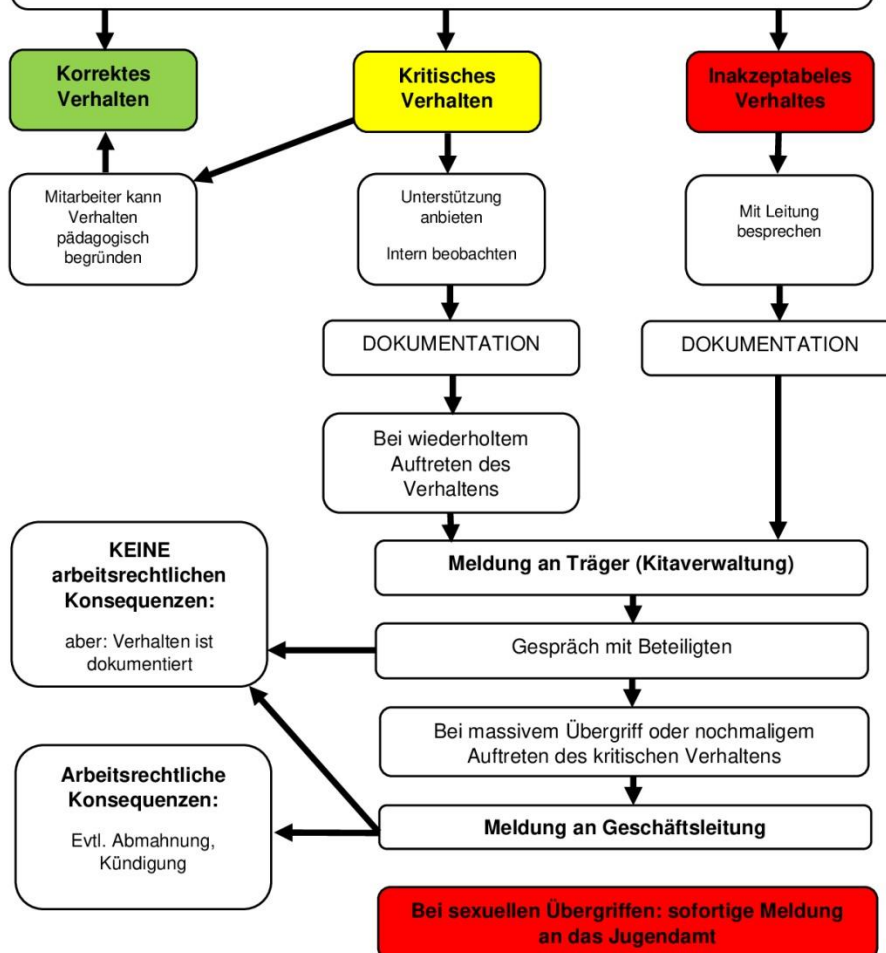 Korrektes
Verhalten
Kritisches
Verhalten
Inakzeptabeles
Verhaltes
Mitarbeiter kann
Verhalten
pädagogisch
begründen
Unterstützung
anbieten
Intern beobachten
Mit Leitung
besprechen
DOKUMENTATION
DOKUMENTATION
Bei wiederholtem
Auftreten des
Verhaltens
KEINE
arbeitsrechtlichen
Konsequenzen:
aber: Verhalten ist
dokumentiert
Meldung an Träger (Kitaverwaltung)
Gespräch mit Beteiligten
Bei massivem Übergriff oder nochmaligem
Auftreten des kritischen Verhaltens
Arbeitsrechtliche
Konsequenzen:
Evtl. Abmahnung,
Kündigung
Meldung an Geschäftsleitung
Bei sexuellen Übergriffen: sofortige Meldung
an das Jugendamt